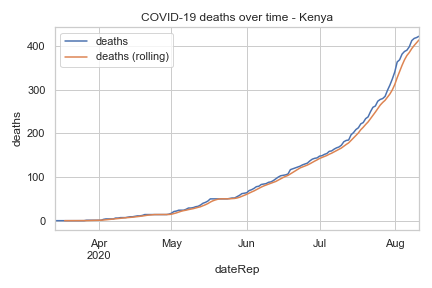 COVID-19 deaths over time - Kenya
deaths
deaths (rolling)
400
300
200
100
0
deaths
Apr
2020
May
Jun
Jul
Aug
dateRep